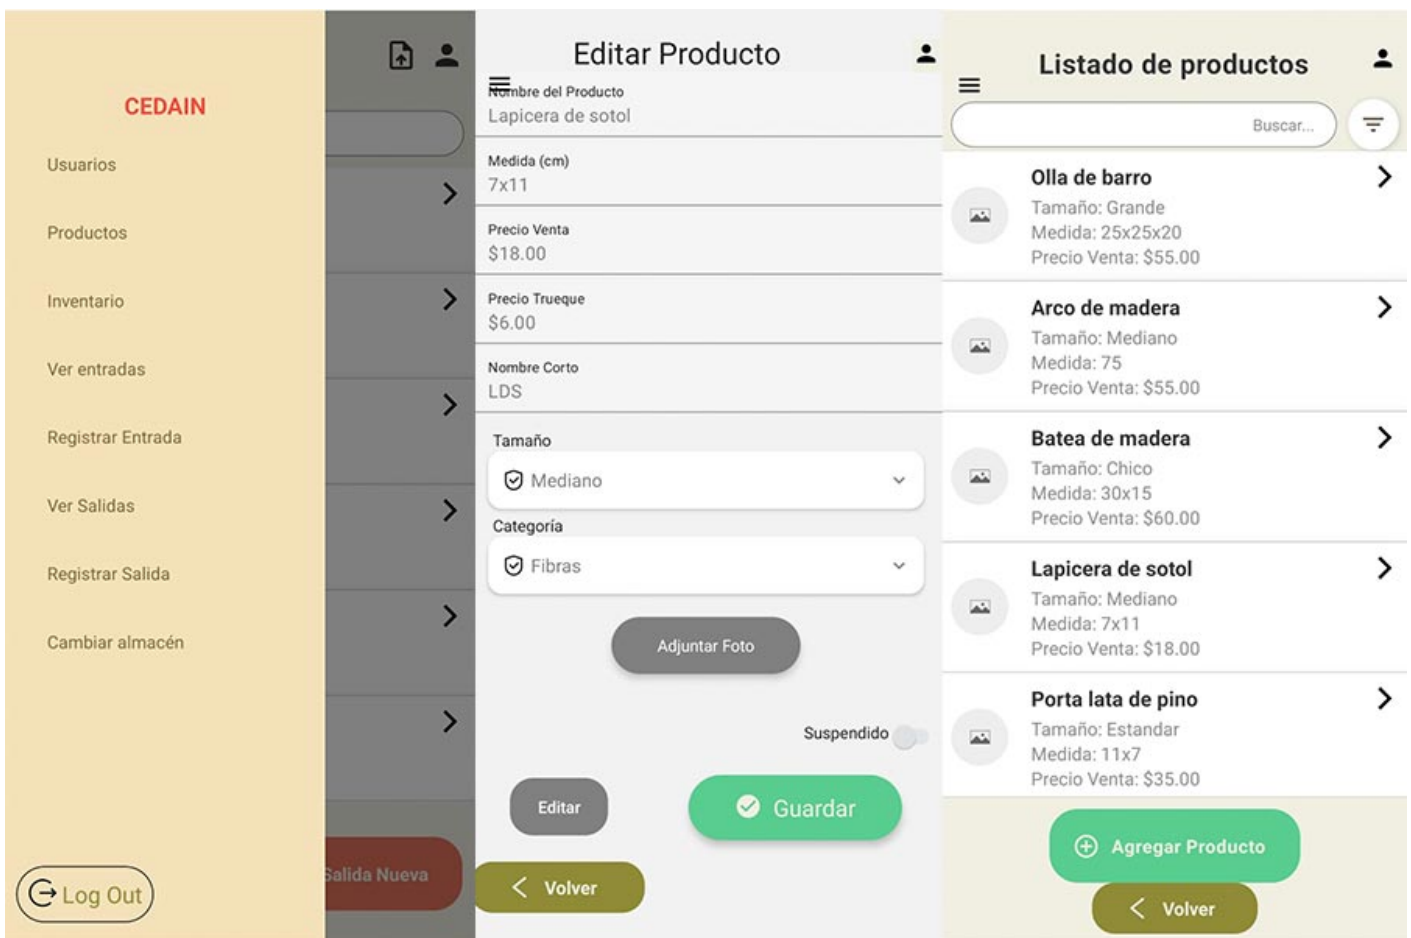 CEDAIN
Usuarios
Productos
Inventario
Ver entradas
Registrar Entrada
Ver Salidas
Registrar Salida
Cambiar almacén
Log Out
Salida Nueva
Editar Producto
Nombre del Producto
Lapicera de sotol
Medida (cm)
7x11
Precio Venta
$18.00
Precio Trueque
$6.00
Nombre Corto
LDS
Tamaño
Mediano
Categoría
Fibras
Adjuntar Foto
Suspendido
Editar
Guardar
Volver
Listado de productos
Buscar...
Olla de barro
Tamaño: Grande
Medida: 25x25x20
Precio Venta: $55.00
Arco de madera
Tamaño: Mediano
Medida: 75
Precio Venta: $55.00
Batea de madera
Tamaño: Chico
Medida: 30x15
Precio Venta: $60.00
Lapicera de sotol
Tamaño: Mediano
Medida: 7x11
Precio Venta: $18.00
Porta lata de pino
Tamaño: Estandar
Medida: 11x7
Precio Venta: $35.00
Agregar Producto
Volver